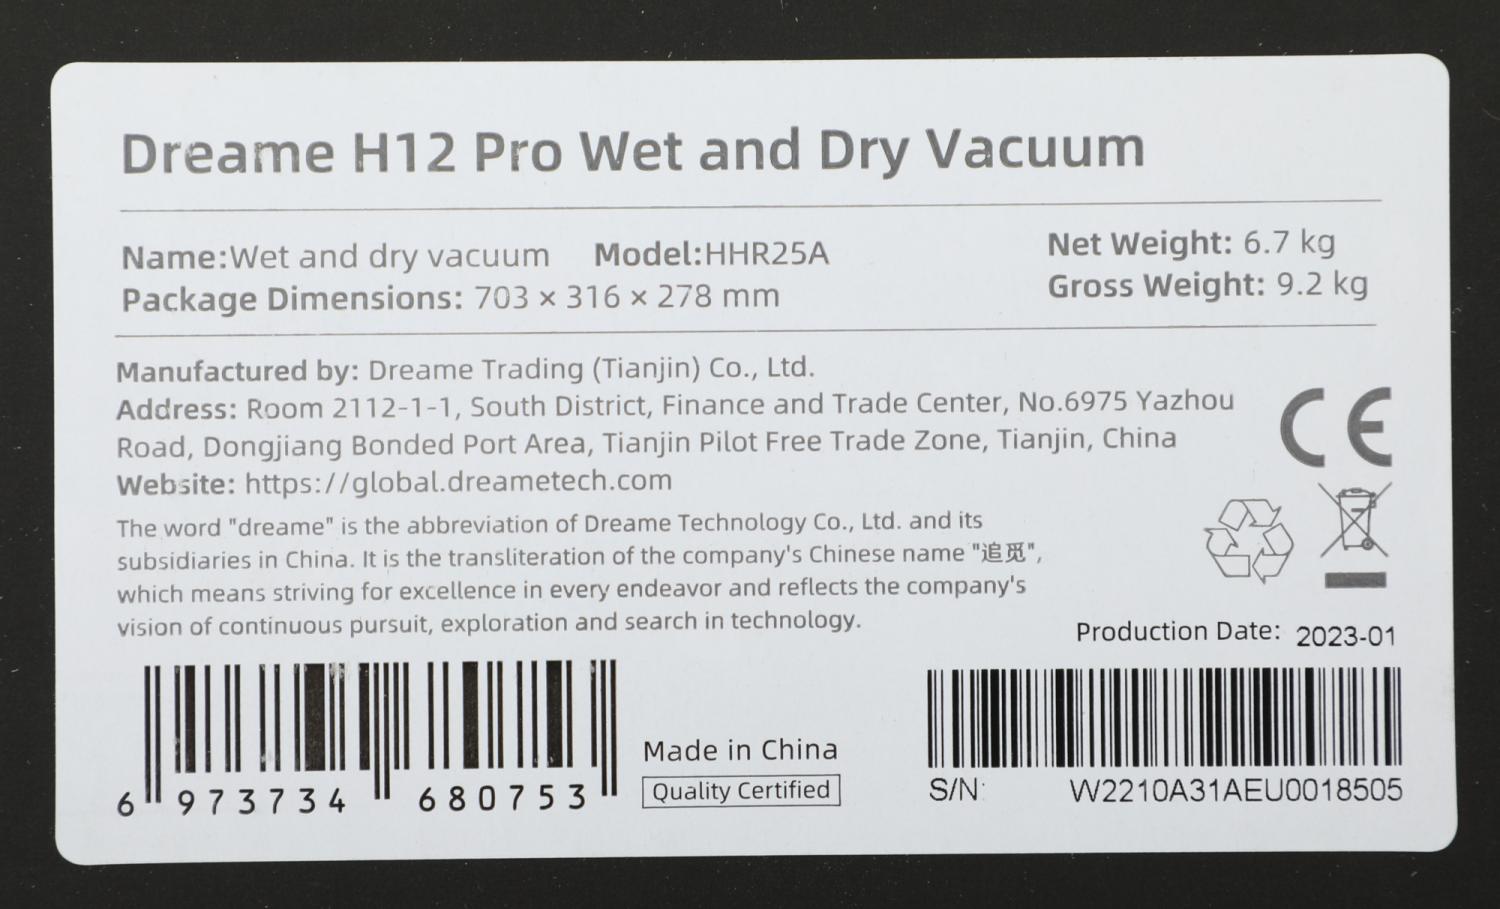 Dreame H12 Pro Wet and Dry Vacuum
Name:Wet and dry vacuum Model:HHR25A
Package Dimensions: 703 × 316 × 278 mm
Net Weight: 6.7 kg
Gross Weight: 9.2 kg
Manufactured by: Dreame Trading (Tianjin) Co., Ltd.
Address: Room 2112-1-1, South District, Finance and Trade Center, No.6975 Yazhou
Road, Dongjiang Bonded Port Area, Tianjin Pilot Free Trade Zone, Tianjin, China
Website: https://global.dreametech.com
CE
The word "dreame" is the abbreviation of Dreame Technology Co., Ltd. and its
subsidiaries in China. It is the transliteration of the company's Chinese name "追觅",
which means striving for excellence in every endeavor and reflects the company's
vision of continuous pursuit, exploration and search in technology.
Production Date: 2023-01
6 973734 680753
Made in China
Quality Certified
S/N: W2210A31AEU0018505